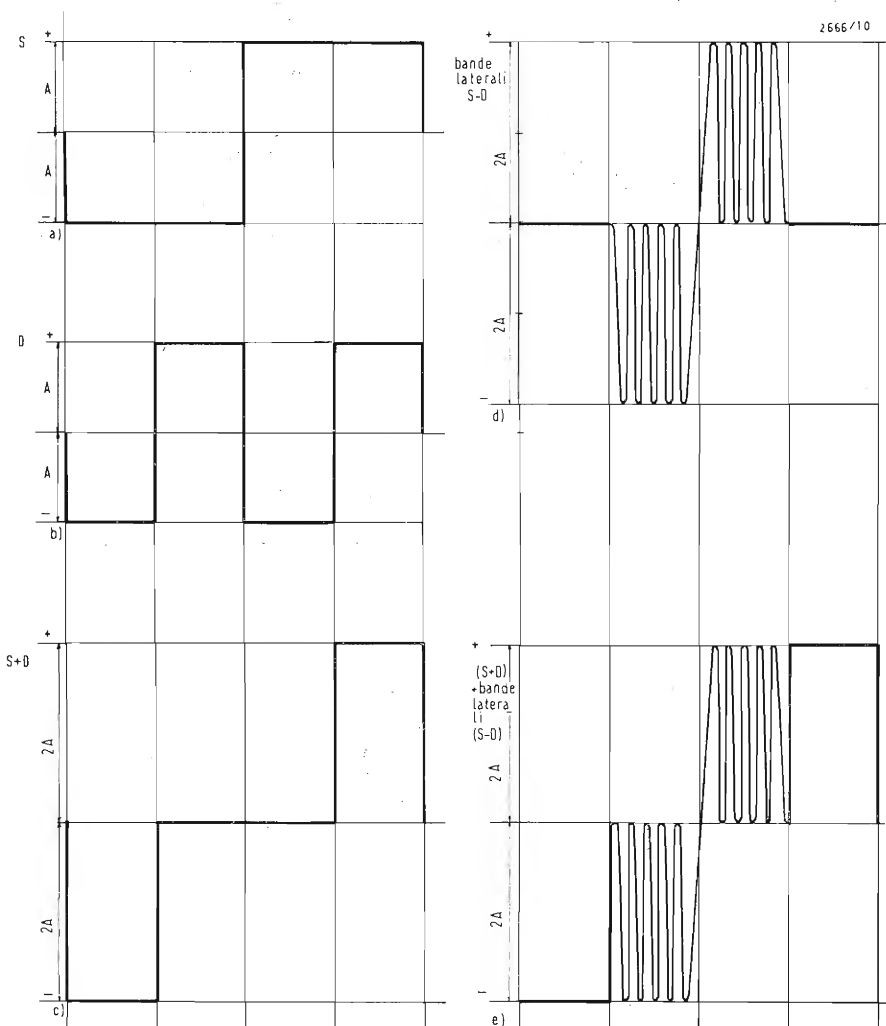 2666/10
S
+
A
A
−
a)
D
+
A
A
−
b)
S+D
+
2A
2A
−
c)
bande
laterali
S-D
+
2A
2A
−
d)
+
(S+D)
+bande
latera
li
(S-D)
2A
2A
−
e)